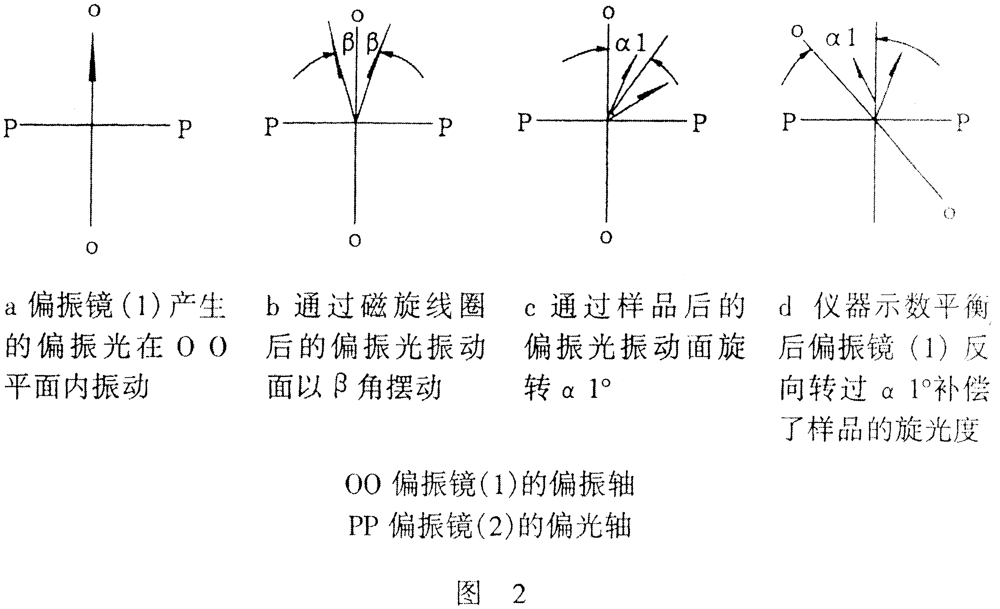 O O O O
β β α 1 α 1
P P P P P P P P
O O O O
a 偏振镜(1)产生
的偏振光在 O O
平面内振动
b 通过磁旋线圈
后的偏振光振动
面以 β 角摆动
c 通过样品后的
偏振光振动面旋
转 α 1°
d 仪器示数平衡
后偏振镜 (1) 反
向转过 α 1°补偿
了样品的旋光度
OO 偏振镜(1)的偏振轴
PP 偏振镜(2)的偏光轴
图 2